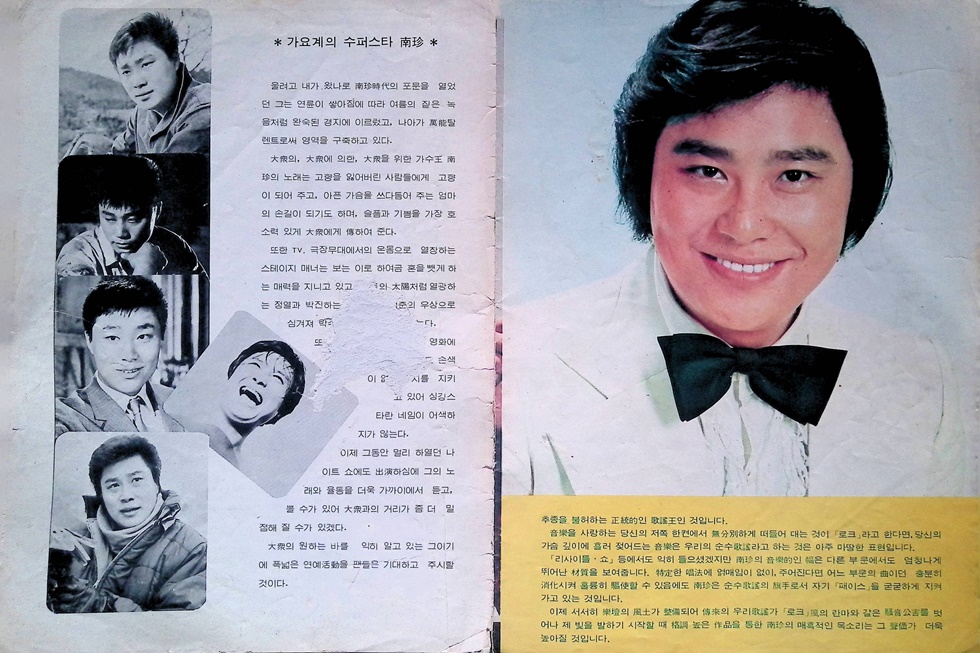 * 가요계의 수퍼스타 南珍 *
울려고 내가 왔나로 南珍時代의 포문을 열었
던 그는 연륜이 쌓아짐에 따라 여름의 짙은 녹
음처럼 완숙된 경지에 이르렀고, 나아가 萬能탈
렌트로써 영역을 구축하고 있다.
大衆의, 大衆에 의한, 大衆을 위한 가수王 南
珍의 노래는 고향을 잃어버린 사람들에게 고향
이 되어 주고, 아픈 가슴을 쓰다듬어 주는 엄마
의 손길이 되기도 하며, 슬픔과 기쁨을 가장 호
소력 있게 大衆에게 傳하여 준다.
또한 TV. 극장무대에서의 온몸으로 열창하는
스테이지 매너는 보는 이로 하여금 혼을 뺏게 하
는 매력을 지니고 있고 太陽처럼 열광하
는 정열과 박진하는 우상으로
심겨져
또 영화에
손색
이 지키
고 있어 싱깅스
타란 네임이 어색하
지가 않는다.
이제 그동안 멀리 하였던 나
이트 쇼에도 出演하심에 그의 노
래와 율동을 더욱 가까이에서 듣고,
볼 수가 있어 大衆과의 거리가 좀 더 밀
접해 질 수가 있겠다.
大衆의 원하는 바를 익히 알고 있는 그이기
에 폭넓은 연예活動을 팬들은 기대하고 주시할
것이다.
추종을 불허하는 正統的인 歌謠王인 것입니다.
音樂을 사랑하는 당신의 저쪽 한켠에서 無分別하게 떠들어 대는 것이 「로크」라고 한다면, 당신의
가슴 깊이에 흘러 젖어드는 音樂은 우리의 순수歌謠라고 하는 것은 아주 마땅한 표현입니다.
「리사이틀·쇼」등에서도 익히 들으셨겠지만 南珍의 音樂的인 幅은 다른 부문에서도 엄청나게
뛰어난 材質을 보여줍니다. 特定한 唱法에 얽매임이 없이, 주어진다면 어느 부문의 曲이던 충분히
消化시켜 훌륭히 驅使할 수 있음에도 南珍은 순수歌謠의 旗手로서 자기 「페이스」를 굳굳하게 지켜
가고 있는 것입니다.
이제 서서히 樂壇의 風土가 整備되어 傳來의 우리歌謠가 「로크」風의 란마와 같은 騷音公害를 벗
어나 제 빛을 발하기 시작할 때 格調 높은 作品을 통한 南珍의 매혹적인 목소리는 그 聲価가 더욱
높아질 것입니다.